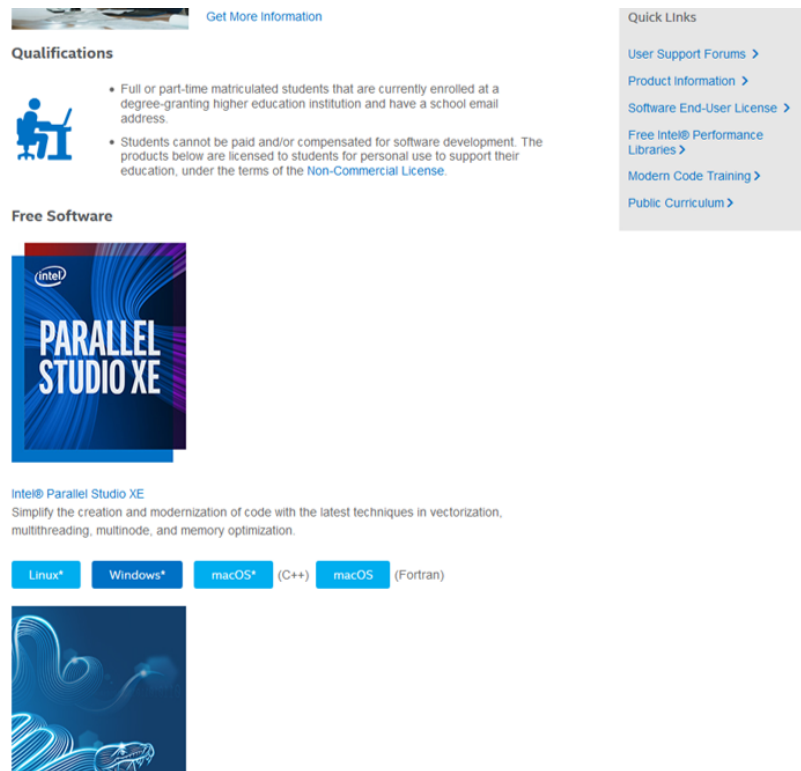 Get More Information
Qualifications
• Full or part-time matriculated students that are currently enrolled at a
degree-granting higher education institution and have a school email
address.
• Students cannot be paid and/or compensated for software development. The
products below are licensed to students for personal use to support their
education, under the terms of the Non-Commercial License.
Free Software
intel
PARALLEL
STUDIO XE
Intel® Parallel Studio XE
Simplify the creation and modernization of code with the latest techniques in vectorization,
multithreading, multinode, and memory optimization.
Linux* Windows* macOS* (C++) macOS (Fortran)
Quick Links
User Support Forums >
Product Information >
Software End-User License >
Free Intel® Performance
Libraries >
Modern Code Training >
Public Curriculum >